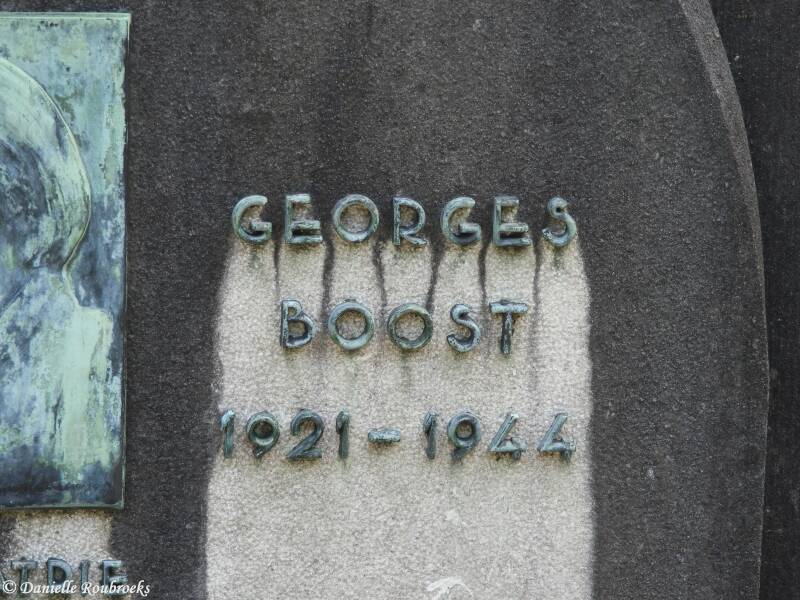 GEORGES
BOOST
1921-1944
© Danielle Roubroeks